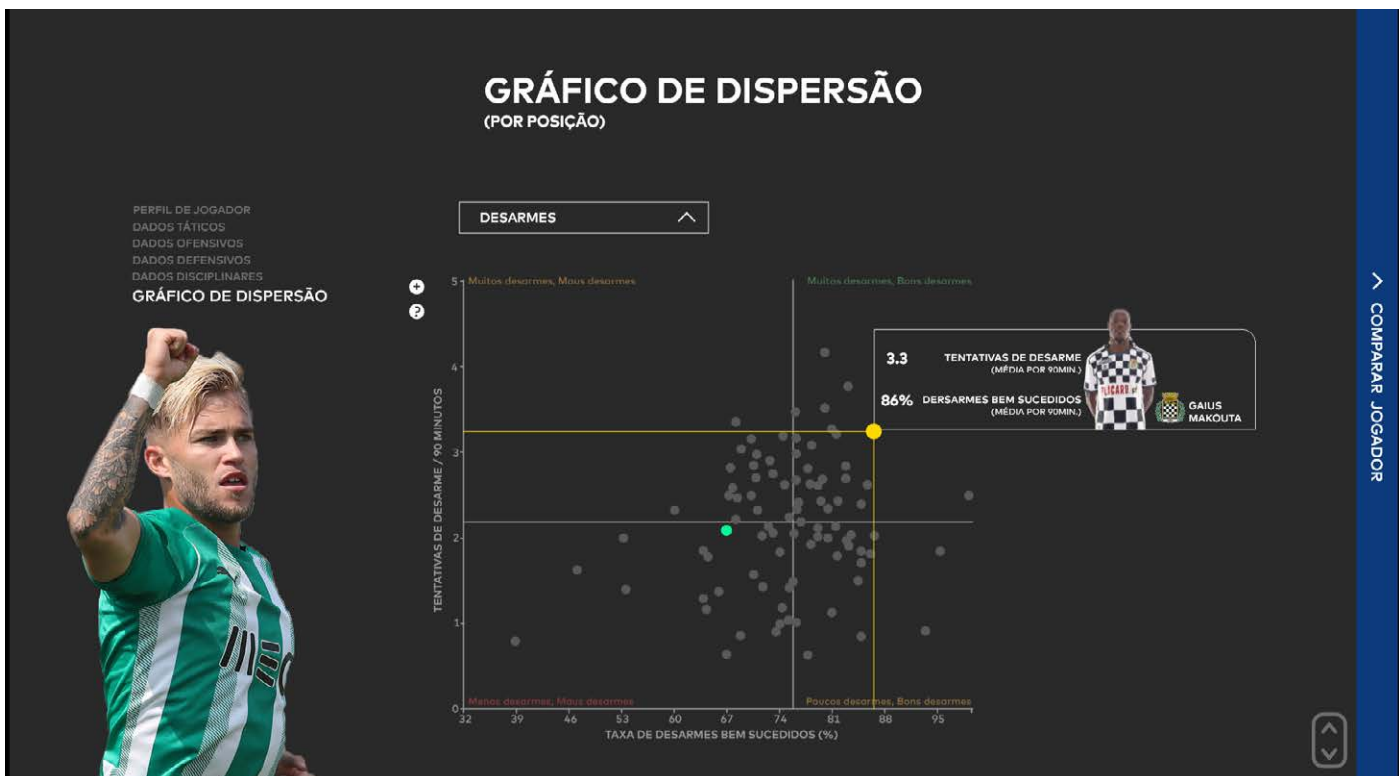 GRÁFICO DE DISPERSÃO
(POR POSIÇÃO)
PERFIL DE JOGADOR
DADOS TÁTICOS
DADOS OFENSIVOS
DADOS DEFENSIVOS
DADOS DISCIPLINARES
GRÁFICO DE DISPERSÃO
DESARMES
+
?
Muitos desarmes, Maus desarmes
Muitos desarmes, Bons desarmes
3.3 TENTATIVAS DE DESARME
(MÉDIA POR 90MIN.)
86% DERSARMES BEM SUCEDIDOS
(MÉDIA POR 90MIN.)
GAIUS
MAKOUTA
TENTATIVAS DE DESARME / 90 MINUTOS
5
4
3
2
1
0
Menos desarmes, Maus desarmes
Poucos desarmes, Bons desarmes
32 39 46 53 60 67 74 81 88 95
TAXA DE DESARMES BEM SUCEDIDOS (%)
COMPARAR JOGADOR